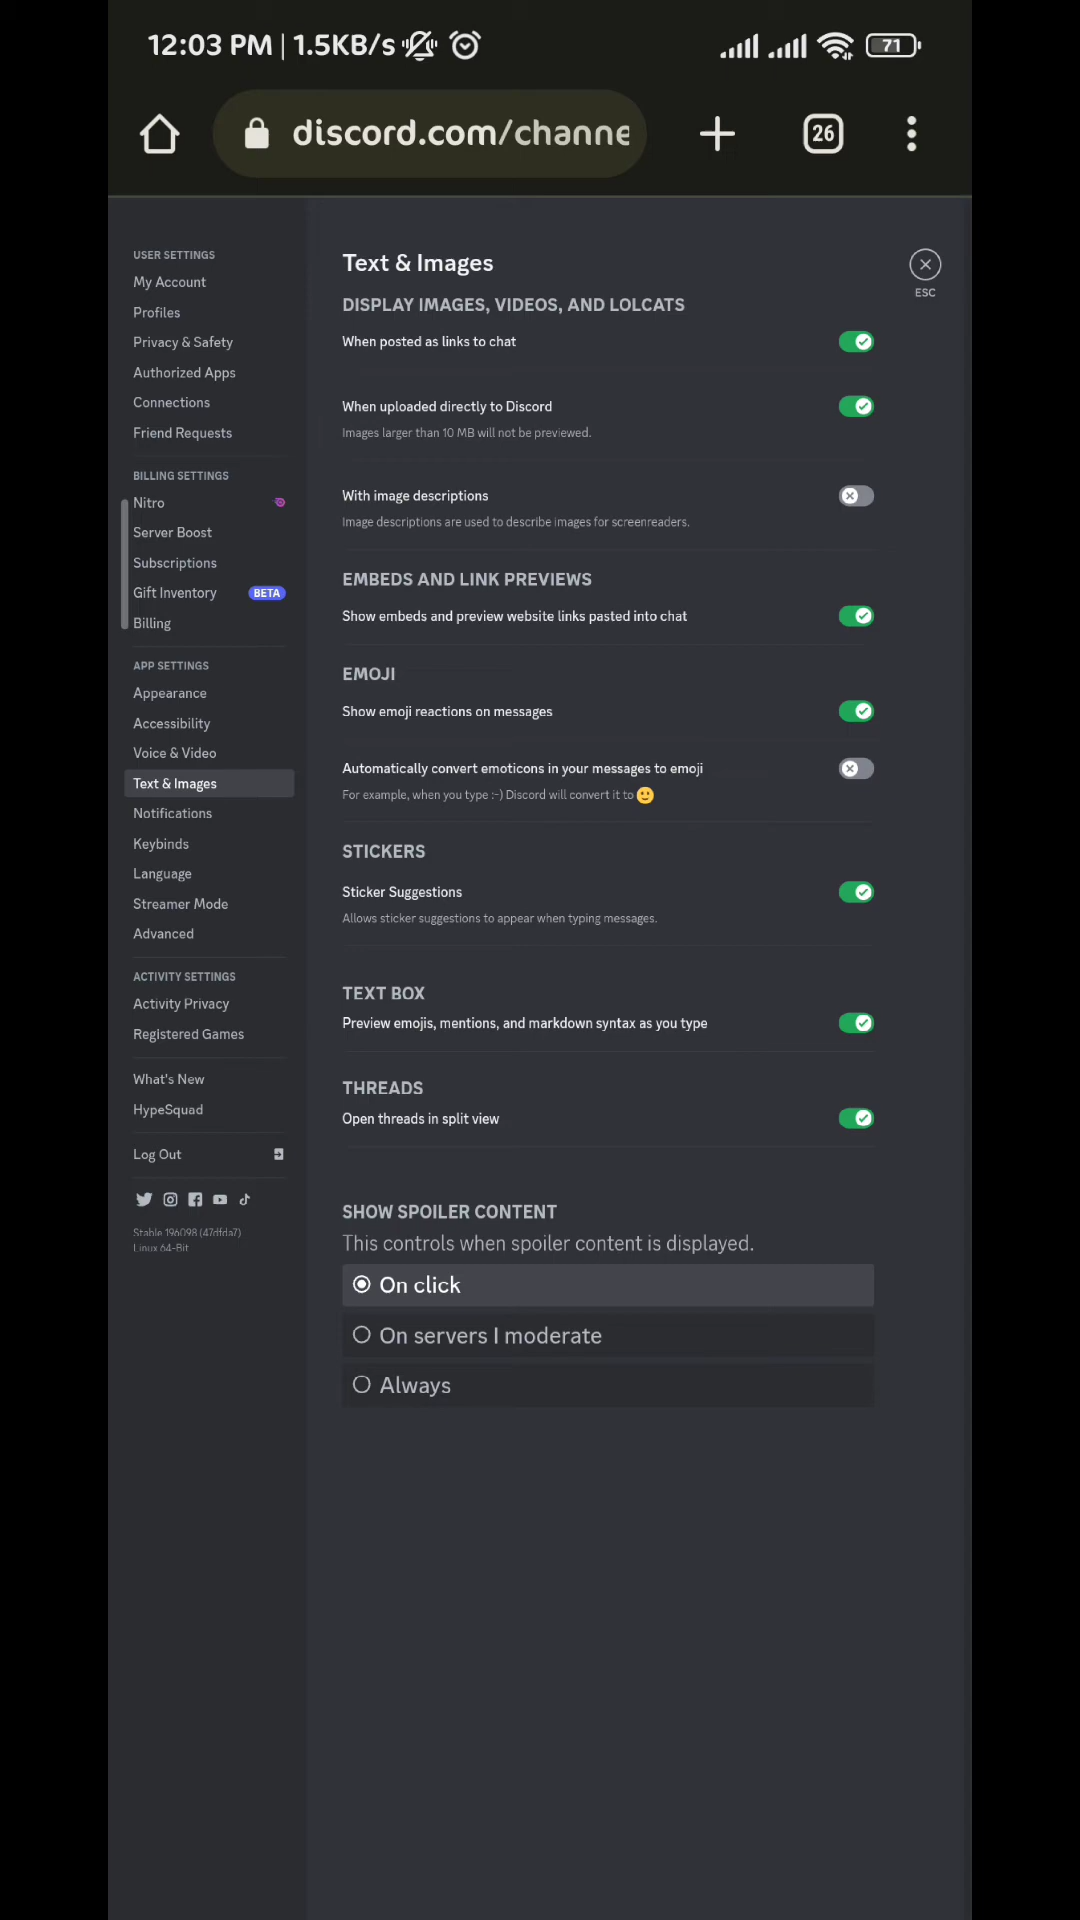 12:03 PM | 1.5KB/s
71
discord.com/channe
26
USER SETTINGS
My Account
Profiles
Privacy & Safety
Authorized Apps
Connections
Friend Requests
BILLING SETTINGS
Nitro
Server Boost
Subscriptions
Gift Inventory BETA
Billing
APP SETTINGS
Appearance
Accessibility
Voice & Video
Text & Images
Notifications
Keybinds
Language
Streamer Mode
Advanced
ACTIVITY SETTINGS
Activity Privacy
Registered Games
What's New
HypeSquad
Log Out
Stable 196098 (47dfda7)
Linux 64-Bit
Text & Images
ESC
DISPLAY IMAGES, VIDEOS, AND LOLCATS
When posted as links to chat
When uploaded directly to Discord
Images larger than 10 MB will not be previewed.
With image descriptions
Image descriptions are used to describe images for screenreaders.
EMBEDS AND LINK PREVIEWS
Show embeds and preview website links pasted into chat
EMOJI
Show emoji reactions on messages
Automatically convert emoticons in your messages to emoji
For example, when you type :-) Discord will convert it to 🙂
STICKERS
Sticker Suggestions
Allows sticker suggestions to appear when typing messages.
TEXT BOX
Preview emojis, mentions, and markdown syntax as you type
THREADS
Open threads in split view
SHOW SPOILER CONTENT
This controls when spoiler content is displayed.
On click
On servers I moderate
Always